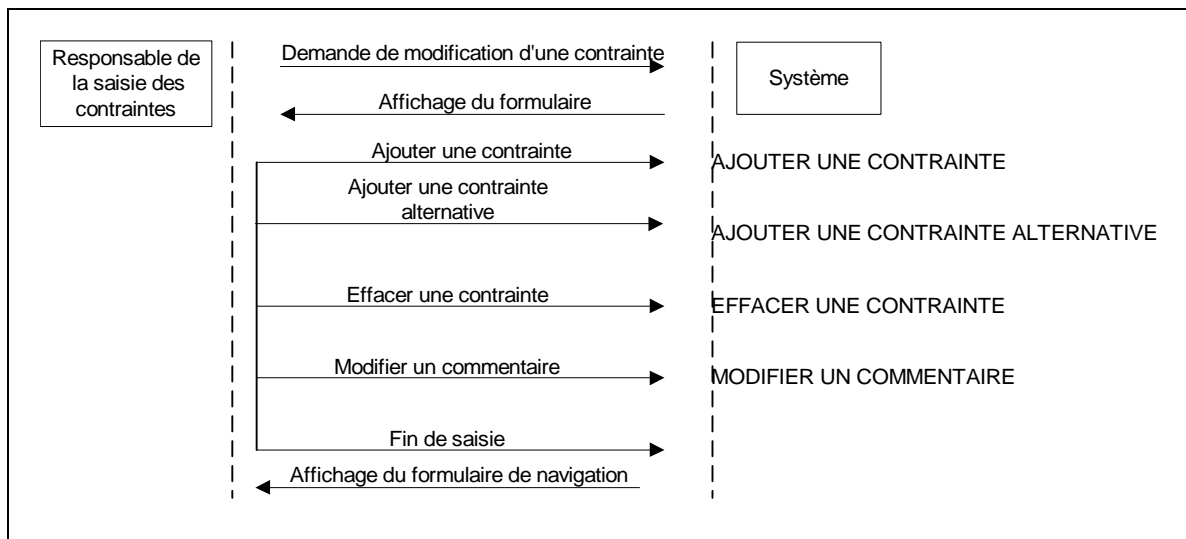 Responsable de
la saisie des
contraintes
Demande de modification d'une contrainte
Système
Affichage du formulaire
Ajouter une contrainte
AJOUTER UNE CONTRAINTE
Ajouter une contrainte
alternative
AJOUTER UNE CONTRAINTE ALTERNATIVE
Effacer une contrainte
EFFACER UNE CONTRAINTE
Modifier un commentaire
MODIFIER UN COMMENTAIRE
Fin de saisie
Affichage du formulaire de navigation